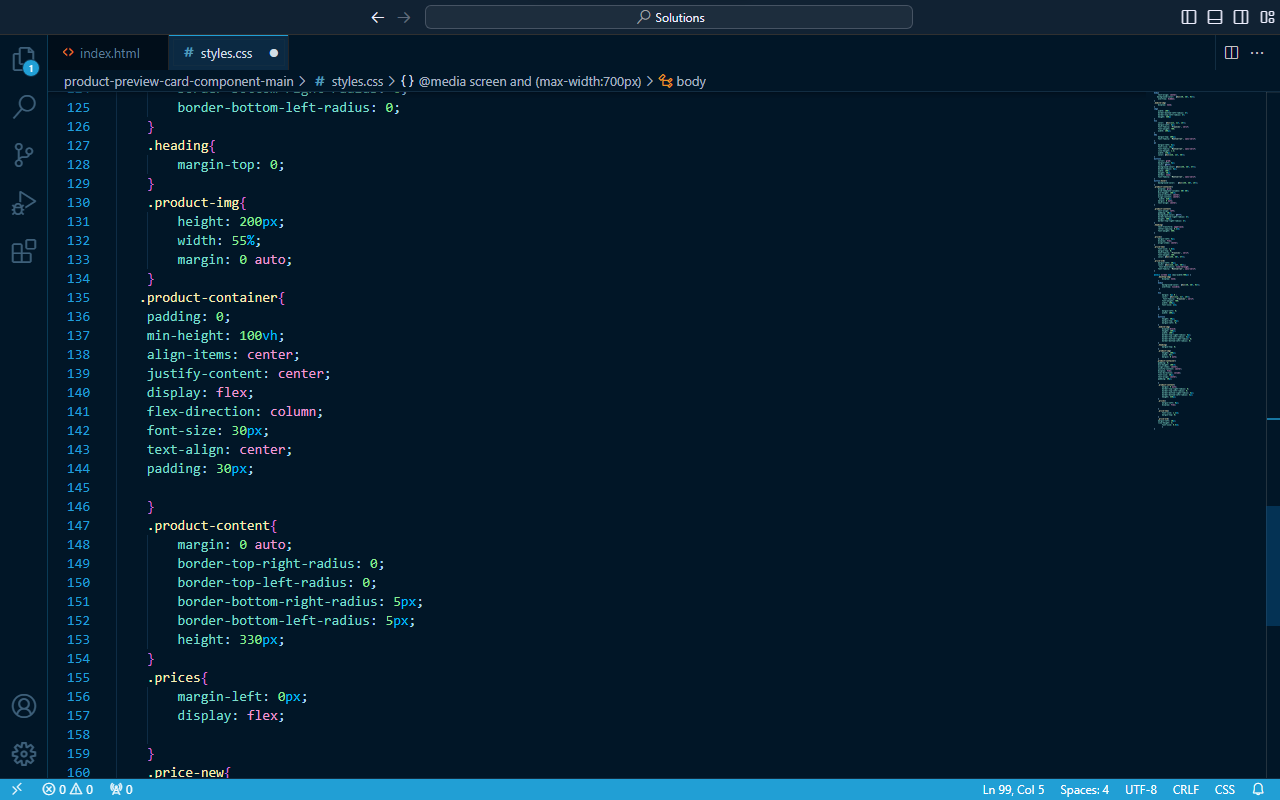 Solutions
index.html
# styles.css
product-preview-card-component-main > # styles.css > {} @media screen and (max-width:700px) > body
125 border-bottom-left-radius: 0;
126 }
127 .heading{
128 margin-top: 0;
129 }
130 .product-img{
131 height: 200px;
132 width: 55%;
133 margin: 0 auto;
134 }
135 .product-container{
136 padding: 0;
137 min-height: 100vh;
138 align-items: center;
139 justify-content: center;
140 display: flex;
141 flex-direction: column;
142 font-size: 30px;
143 text-align: center;
144 padding: 30px;
145
146 }
147 .product-content{
148 margin: 0 auto;
149 border-top-right-radius: 0;
150 border-top-left-radius: 0;
151 border-bottom-right-radius: 5px;
152 border-bottom-left-radius: 5px;
153 height: 330px;
154 }
155 .prices{
156 margin-left: 0px;
157 display: flex;
158
159 }
160 .price-new{
1
0 0 0 Ln 99, Col 5 Spaces: 4 UTF-8 CRLF CSS